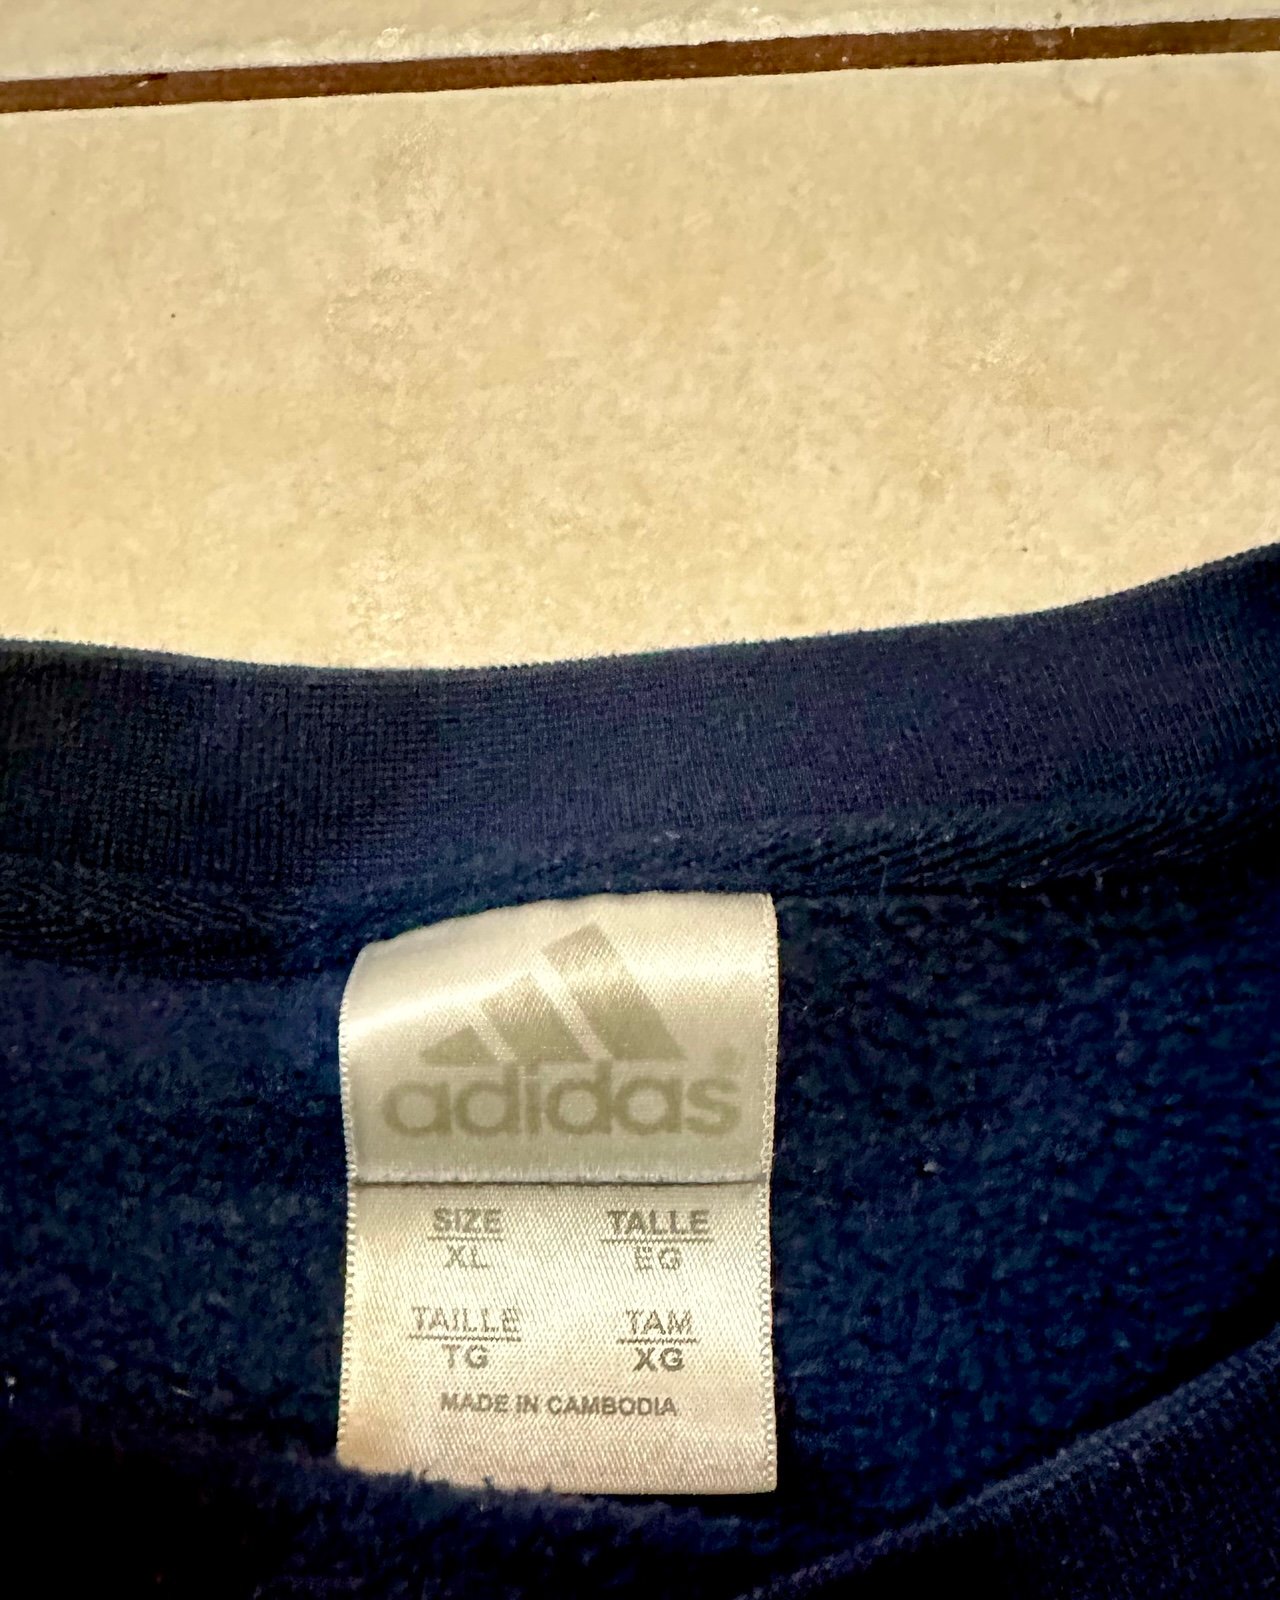 adidas®
SIZE TALLE
XL EG
TAILLE TAM
TG XG
MADE IN CAMBODIA